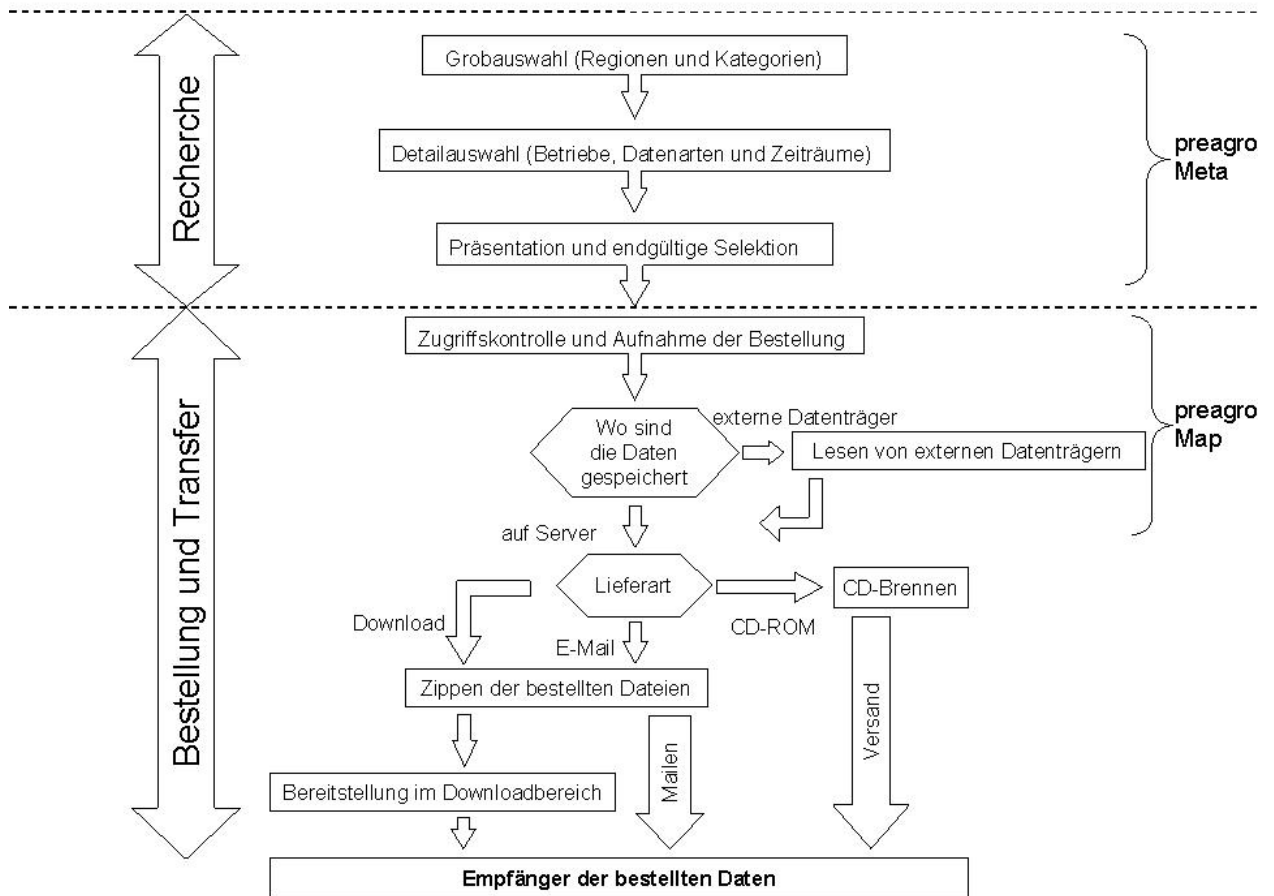 Recherche
Grobauswahl (Regionen und Kategorien)
Detailauswahl (Betriebe, Datenarten und Zeiträume)
Präsentation und endgültige Selektion
preagro
Meta
Bestellung und Transfer
Zugriffskontrolle und Aufnahme der Bestellung
Wo sind
die Daten
gespeichert
externe Datenträger
Lesen von externen Datenträgern
preagro
Map
auf Server
Lieferart
CD-Brennen
Download
E-Mail
CD-ROM
Zippen der bestellten Dateien
Bereitstellung im Downloadbereich
Mailen
Versand
Empfänger der bestellten Daten